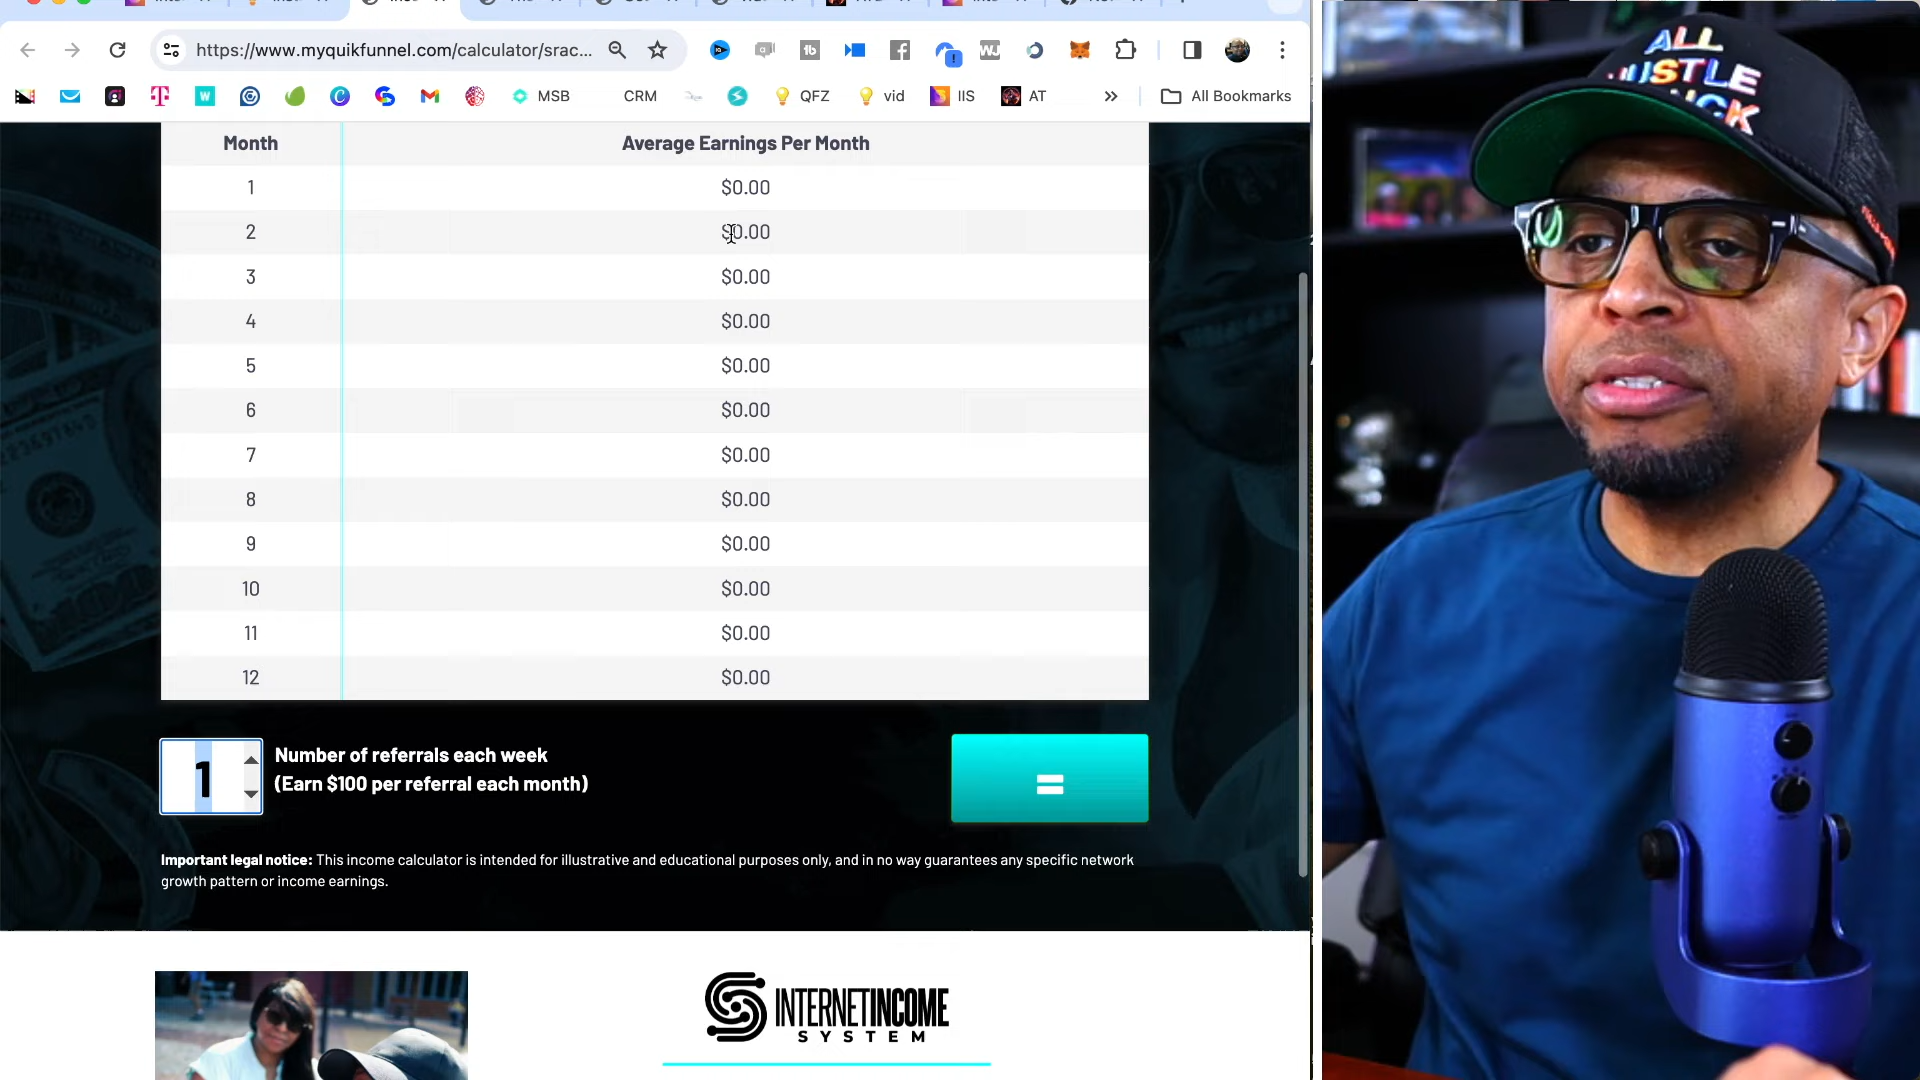 https://www.myquikfunnel.com/calculator/srac...
MSB
CRM
QFZ
vid
IIS
AT
All Bookmarks
Month Average Earnings Per Month
1 $0.00
2 $0.00
3 $0.00
4 $0.00
5 $0.00
6 $0.00
7 $0.00
8 $0.00
9 $0.00
10 $0.00
11 $0.00
12 $0.00
1
Number of referrals each week
(Earn $100 per referral each month)
=
Important legal notice: This income calculator is intended for illustrative and educational purposes only, and in no way guarantees any specific network
growth pattern or income earnings.
INTERNETINCOME
SYSTEM
ALL
HUSTLE